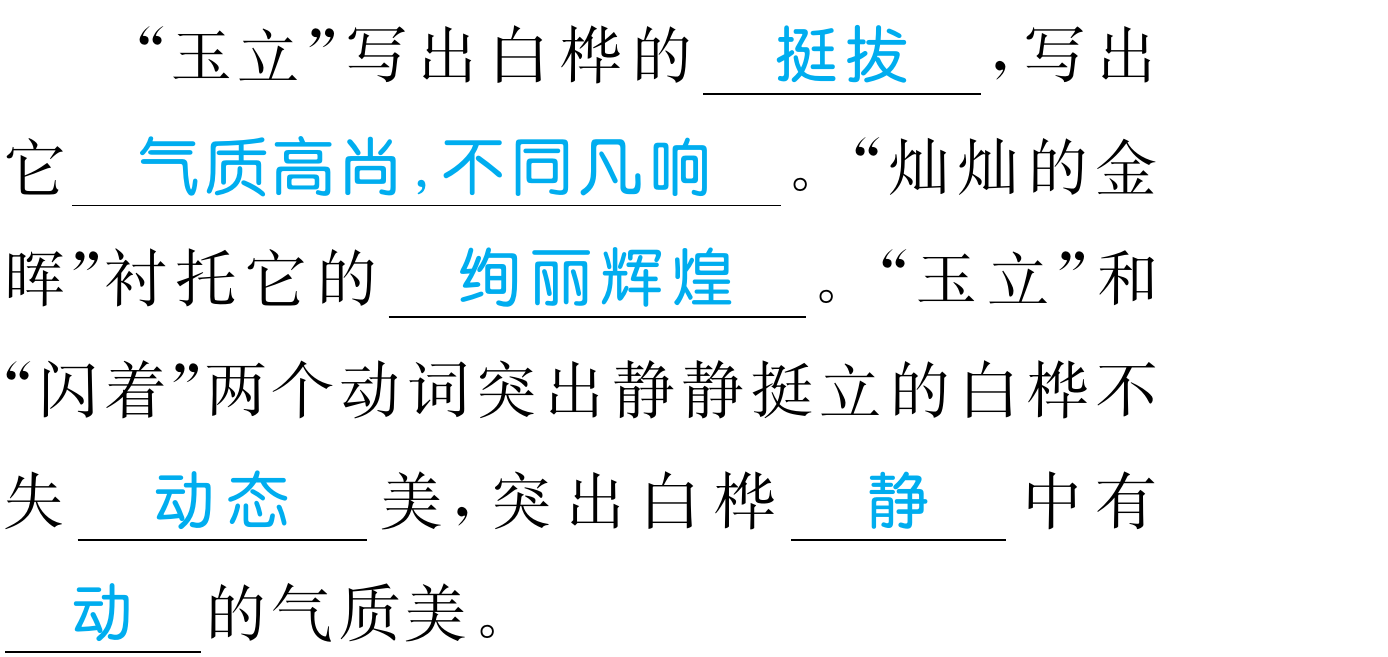 “玉立”写出白桦的 挺拔 ,写出
它 气质高尚,不同凡响 。“灿灿的金
晖”衬托它的 绚丽辉煌 。“玉立”和
“闪着”两个动词突出静静挺立的白桦不
失 动态 美,突出白桦 静 中有
动 的气质美。